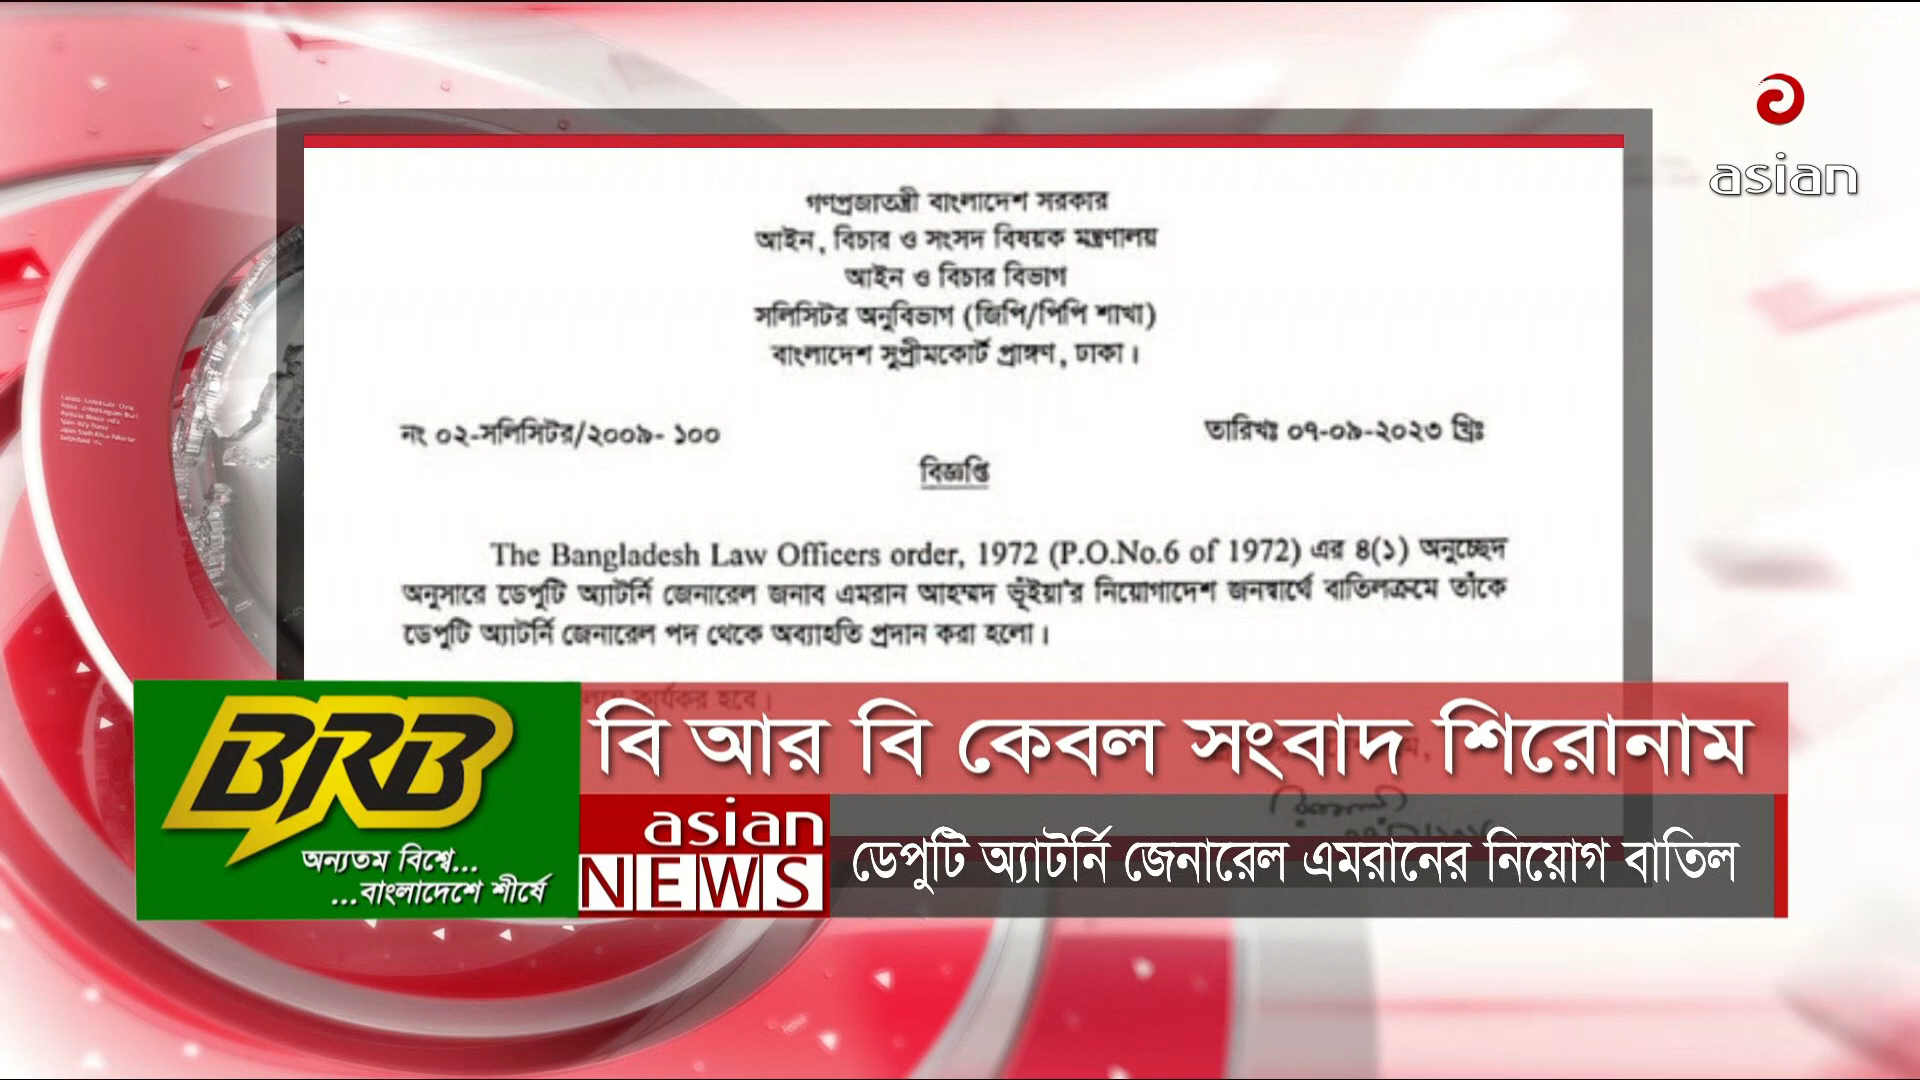 asian
গণপ্রজাতন্ত্রী বাংলাদেশ সরকার
আইন, বিচার ও সংসদ বিষয়ক মন্ত্রণালয়
আইন ও বিচার বিভাগ
সলিসিটর অনুবিভাগ (জিপি/পিপি শাখা)
বাংলাদেশ সুপ্রীমকোর্ট প্রাঙ্গণ, ঢাকা।
নং ০২-সলিসিটর/২০০৯- ১০০
তারিখঃ ০৭-০৯-২০২৩ খ্রিঃ
বিজ্ঞপ্তি
The Bangladesh Law Officers order, 1972 (P.O.No.6 of 1972) এর ৪(১) অনুচ্ছেদ
অনুসারে ডেপুটি অ্যাটর্নি জেনারেল জনাব এমরান আহম্মদ ভূঁইয়া'র নিয়োগাদেশ জনস্বার্থে বাতিলক্রমে তাঁকে
ডেপুটি অ্যাটর্নি জেনারেল পদ থেকে অব্যাহতি প্রদান করা হলো।
কার্যকর হবে।
BRB
অন্যতম বিশ্বে...
...বাংলাদেশে শীর্ষে
বি আর বি কেবল সংবাদ শিরোনাম
asian
NEWS
ডেপুটি অ্যাটর্নি জেনারেল এমরানের নিয়োগ বাতিল